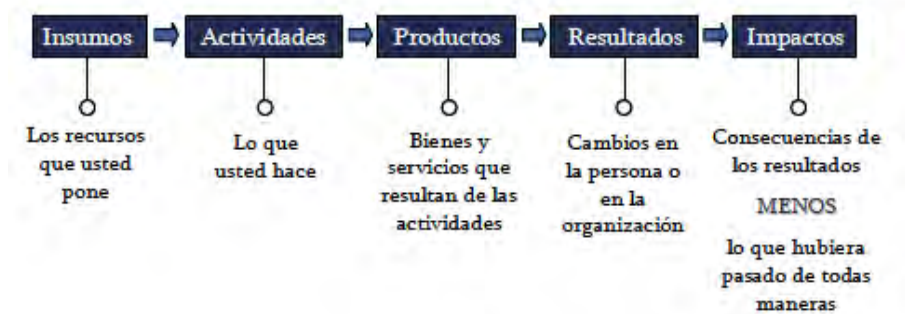 Insumos
Actividades
Productos
Resultados
Impactos
Los recursos
que usted
pone
Lo que
usted hace
Bienes y
servicios que
resultan de las
actividades
Cambios en
la persona o
en la
organización
Consecuencias de
los resultados
MENOS
lo que hubiera
pasado de todas
maneras